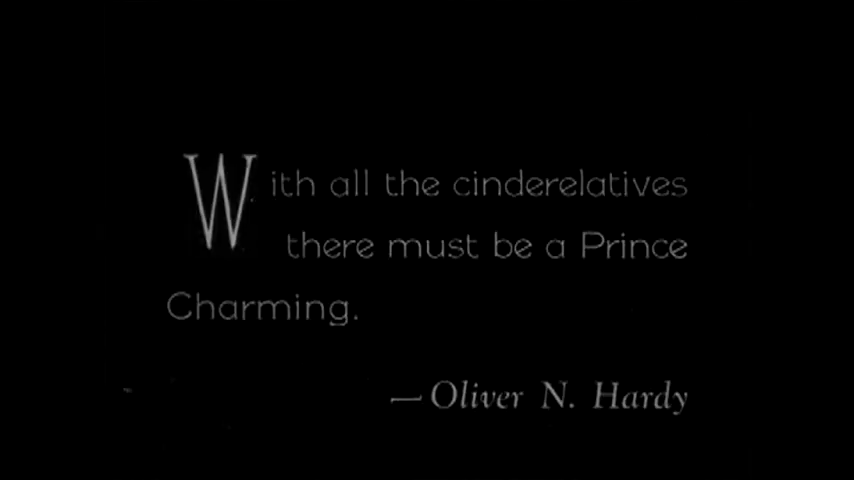 With all the cinderelatives
there must be a Prince
Charming.
—Oliver N. Hardy